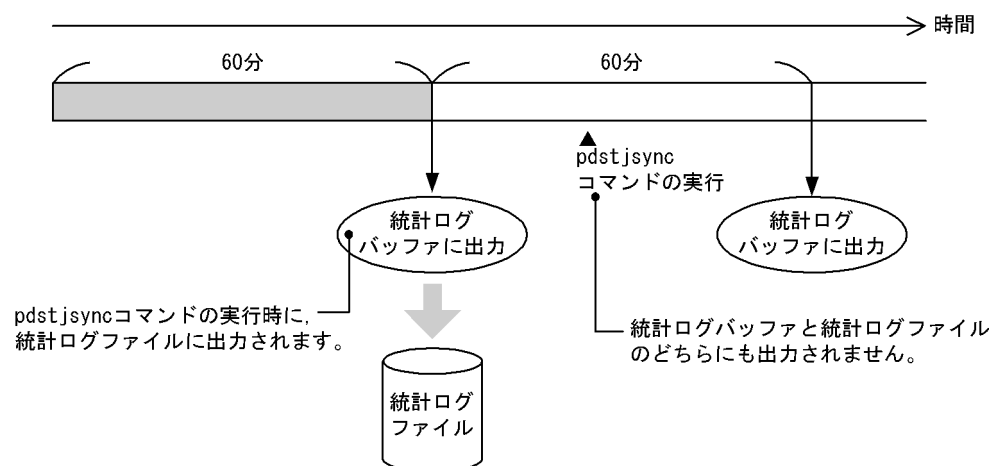 時間
60分
60分
pdstjsync
コマンドの実行
統計ログ
バッファに出力
統計ログ
バッファに出力
pdstjsyncコマンドの実行時に,
統計ログファイルに出力されます。
統計ログバッファと統計ログファイル
のどちらにも出力されません。
統計ログ
ファイル